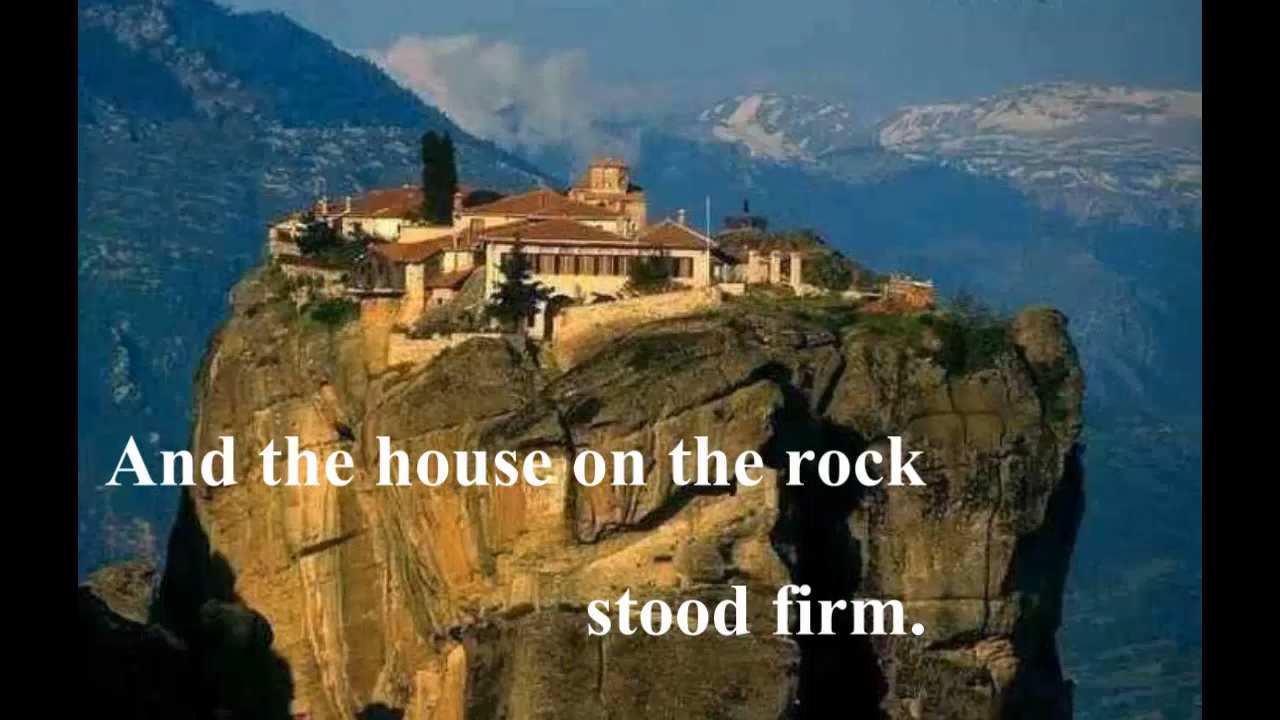 And the house on the rock
stood firm.